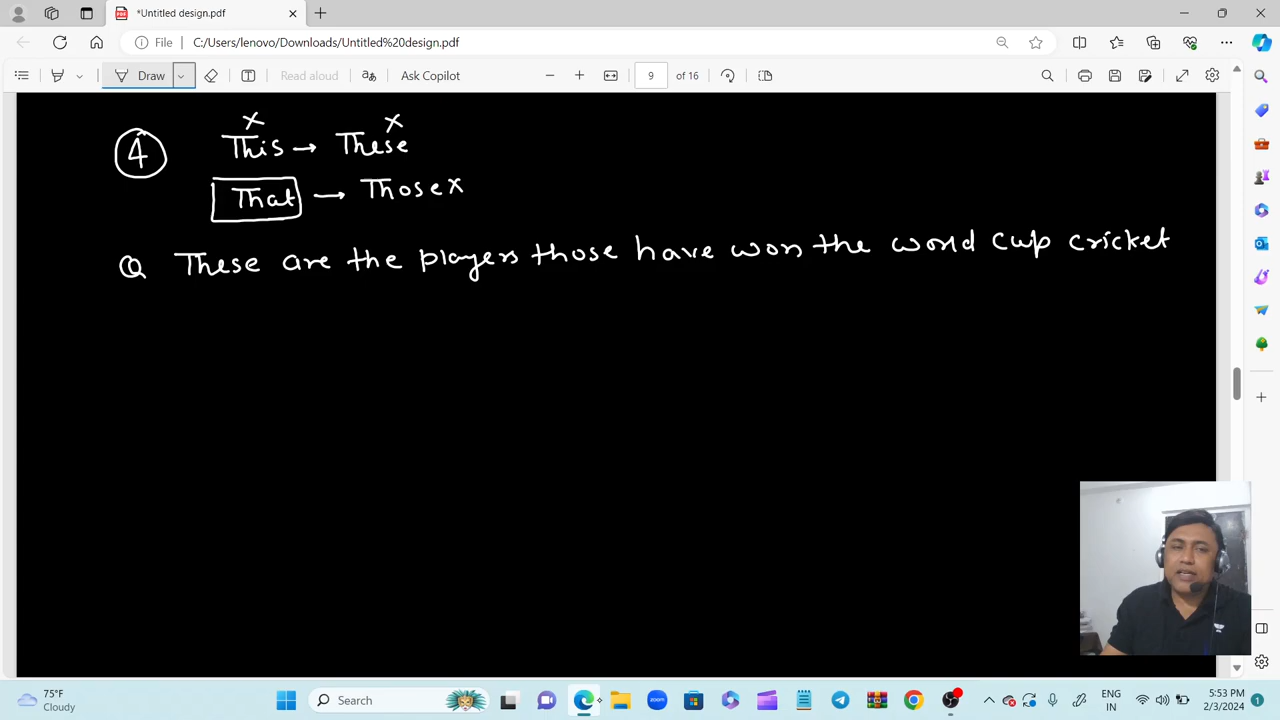 *Untitled design.pdf
File C:/Users/lenovo/Downloads/Untitled%20design.pdf
Draw Read aloud Ask Copilot 9 of 16
x x
4 This → These
That → Those x
Q These are the players those have won the world cup cricket
75°F
Cloudy
Search
ENG
IN
5:53 PM
2/3/2024
1